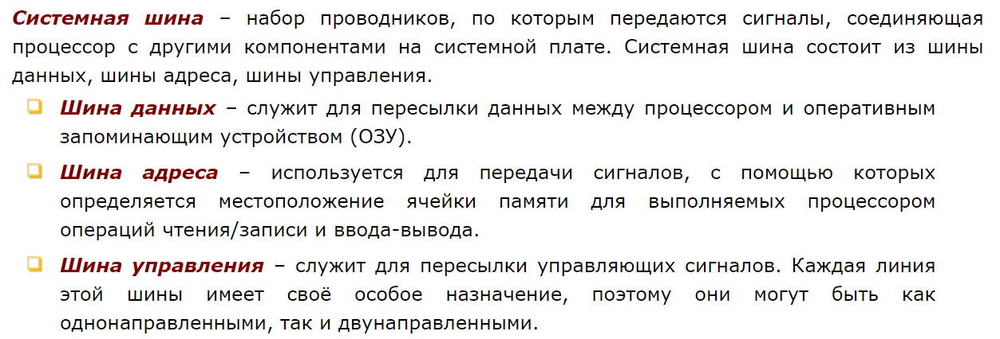 Системная шина – набор проводников, по которым передаются сигналы, соединяющая
процессор с другими компонентами на системной плате. Системная шина состоит из шины
данных, шины адреса, шины управления.
Шина данных – служит для пересылки данных между процессором и оперативным
запоминающим устройством (ОЗУ).
Шина адреса – используется для передачи сигналов, с помощью которых
определяется местоположение ячейки памяти для выполняемых процессором
операций чтения/записи и ввода-вывода.
Шина управления – служит для пересылки управляющих сигналов. Каждая линия
этой шины имеет своё особое назначение, поэтому они могут быть как
однонаправленными, так и двунаправленными.